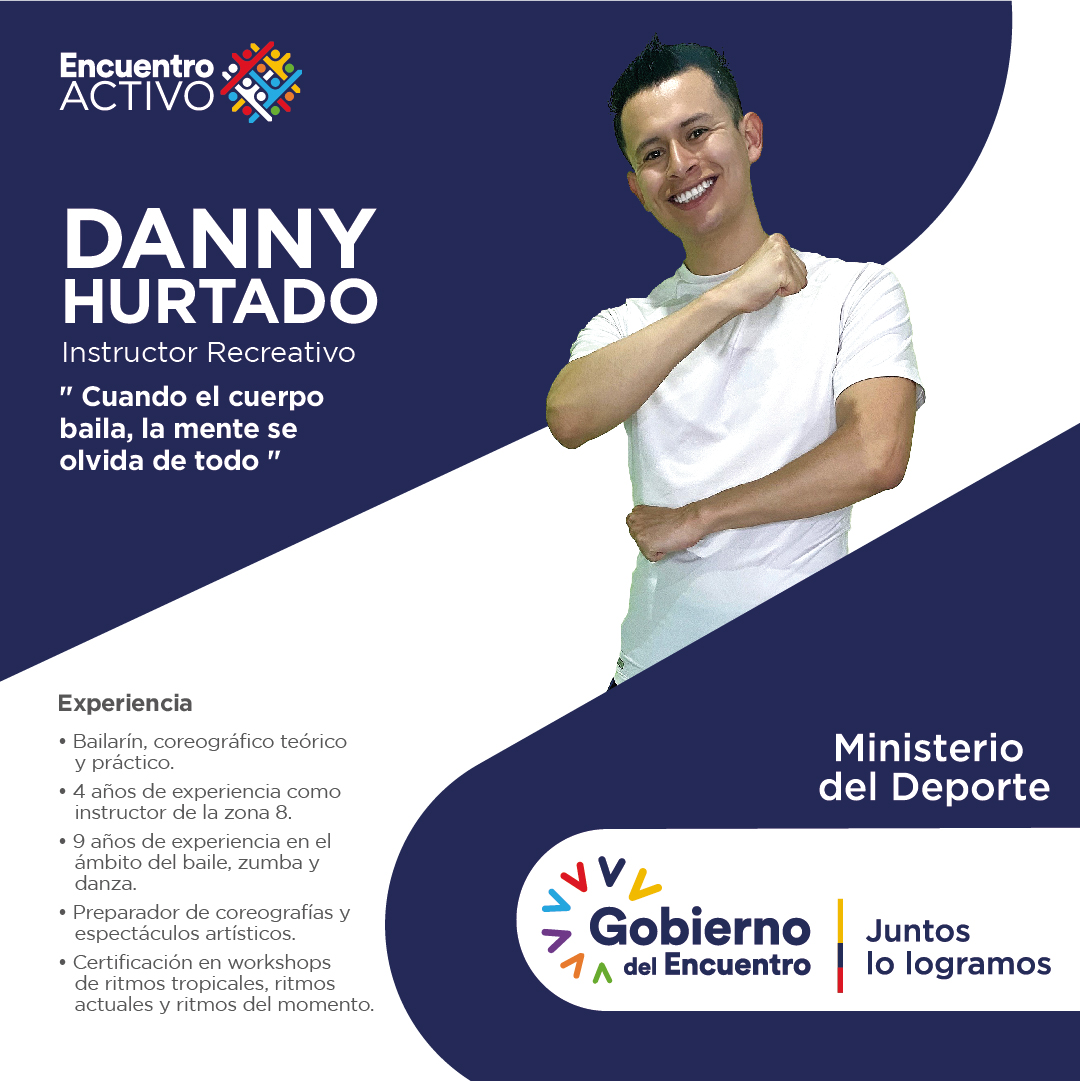 Encuentro
ACTIVO
DANNY
HURTADO
Instructor Recreativo
" Cuando el cuerpo
baila, la mente se
olvida de todo "
Experiencia
• Bailarín, coreográfico teórico
y práctico.
• 4 años de experiencia como
instructor de la zona 8.
• 9 años de experiencia en el
ámbito del baile, zumba y
danza.
• Preparador de coreografías y
espectáculos artísticos.
• Certificación en workshops
de ritmos tropicales, ritmos
actuales y ritmos del momento.
Ministerio
del Deporte
Gobierno
del Encuentro
Juntos
lo logramos